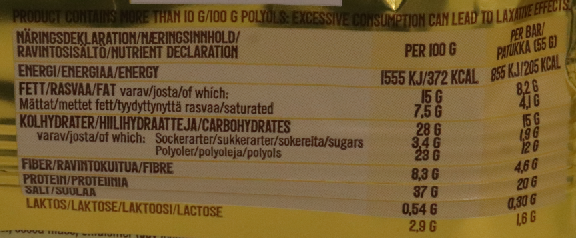 PRODUCT CONTAINS MORE THAN 10 G/100 G POLYOLS: EXCESSIVE CONSUMPTION CAN LEAD TO LAXATIVE EFFECTS.
NÄRINGSDEKLARATION/NÆRINGSINNHOLD/
RAVINTOSISÄLTÖ/NUTRIENT DECLARATION PER 100 G PER BAR/ PATUKKA (55 G)
ENERGI/ENERGIAA/ENERGY 1555 KJ/372 KCAL 855 KJ/205 KCAL
FETT/RASVAA/FAT varav/josta/of which: 15 G 8,2 G
Mättat/mettet fett/tyydyttynyttä rasvaa/saturated 7,5 G 4,1 G
KOLHYDRATER/HIILIHYDRAATTEJA/CARBOHYDRATES 28 G 15 G
varav/josta/of which: Sockerarter/sukkerarter/sokereita/sugars 3,4 G 1,9 G
Polyoler/polyoleja/polyols 23 G 12 G
FIBER/RAVINTOKUITUA/FIBRE 8,3 G 4,6 G
PROTEIN/PROTEIINIA 37 G 20 G
SALT/SUOLAA 0,54 G 0,30 G
LAKTOS/LAKTOSE/LAKTOOSI/LACTOSE 2,9 G 1,6 G